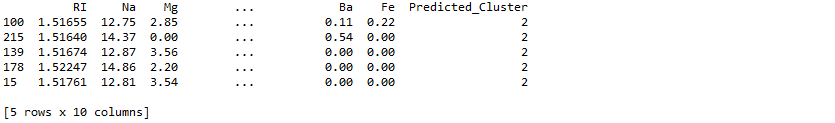 RI Na Mg ... Ba Fe Predicted_Cluster
100 1.51655 12.75 2.85 ... 0.11 0.22 2
215 1.51640 14.37 0.00 ... 0.54 0.00 2
139 1.51674 12.87 3.56 ... 0.00 0.00 2
178 1.52247 14.86 2.20 ... 0.00 0.00 2
15 1.51761 12.81 3.54 ... 0.00 0.00 2
[5 rows x 10 columns]